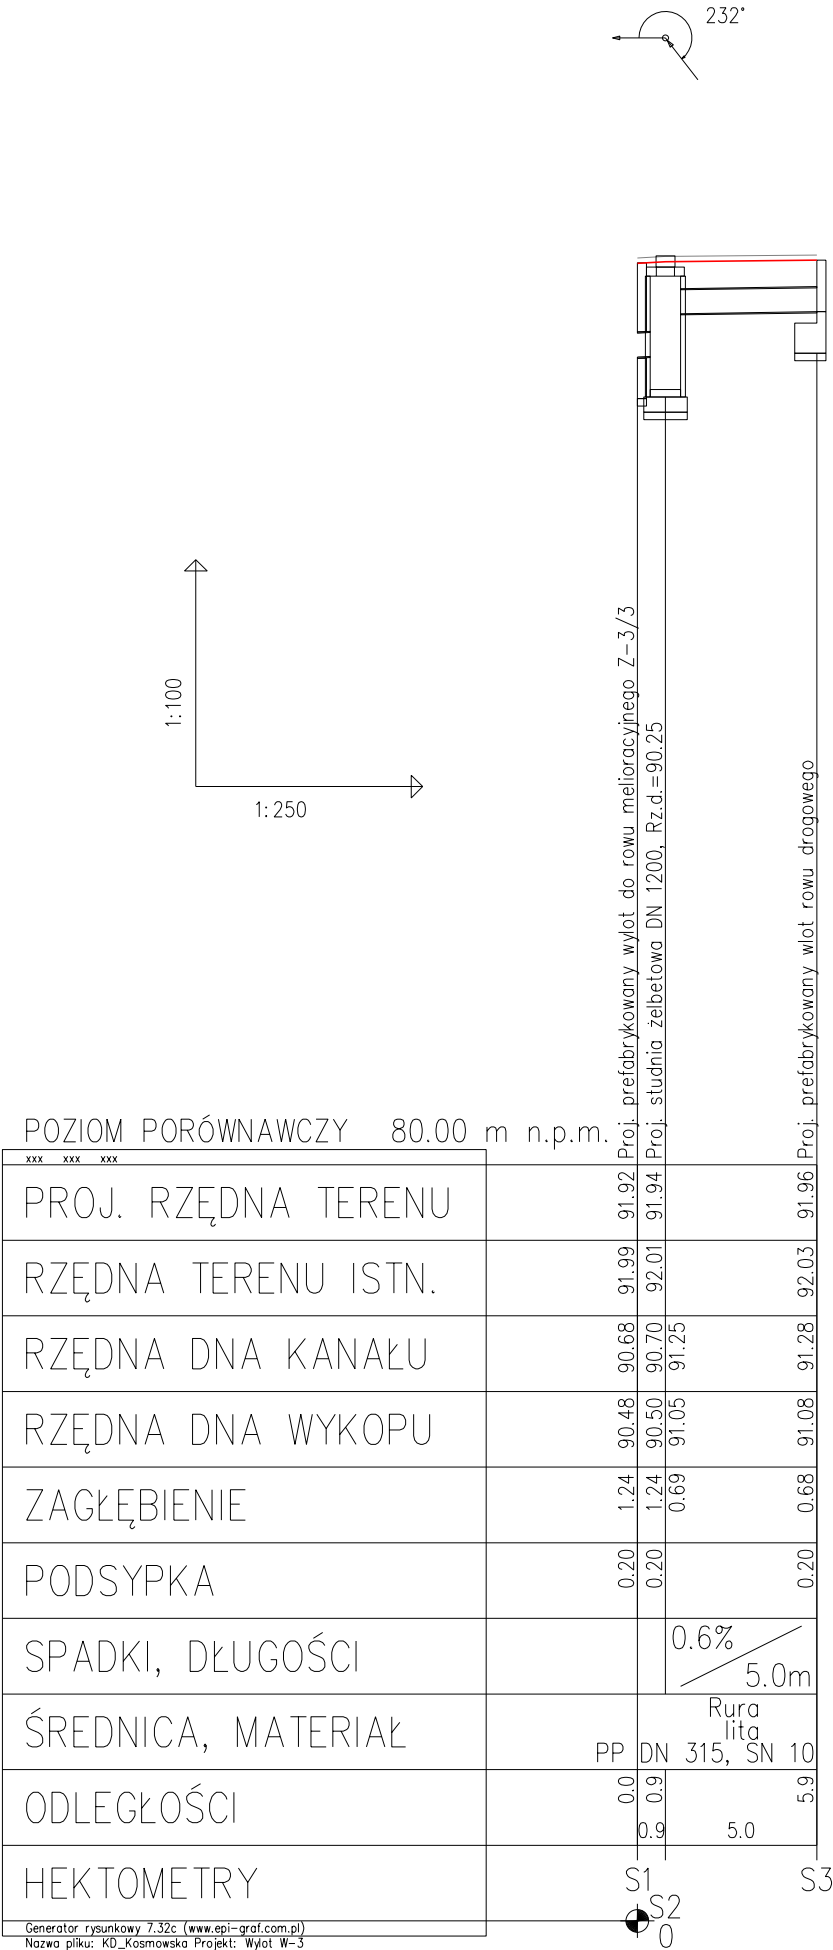 232°
1:100
1:250
Proj. prefabrykowany wylot do rowu melioracyjnego Z-3/3
Proj. studnia żelbetowa DN 1200, Rz.d.=90.25
Proj. prefabrykowany wlot rowu drogowego
POZIOM PORÓWNAWCZY 80.00 m n.p.m.
xxx xxx xxx
PROJ. RZĘDNA TERENU 91.92 91.94 91.96
RZĘDNA TERENU ISTN. 91.99 92.01 92.03
RZĘDNA DNA KANAŁU 90.68 90.70 91.25 91.28
RZĘDNA DNA WYKOPU 90.48 90.50 91.05 91.08
ZAGŁĘBIENIE 1.24 1.24 0.69 0.68
PODSYPKA 0.20 0.20 0.20
SPADKI, DŁUGOŚCI 0.6% 5.0m
ŚREDNICA, MATERIAŁ Rura
lita
PP DN 315, SN 10
ODLEGŁOŚCI 0.0 0.9 5.9
0.9 5.0
HEKTOMETRY S1 S3
S2
0
Generator rysunkowy 7.32c (www.epi-graf.com.pl)
Nazwa pliku: KD_Kosmowska Projekt: Wylot W-3